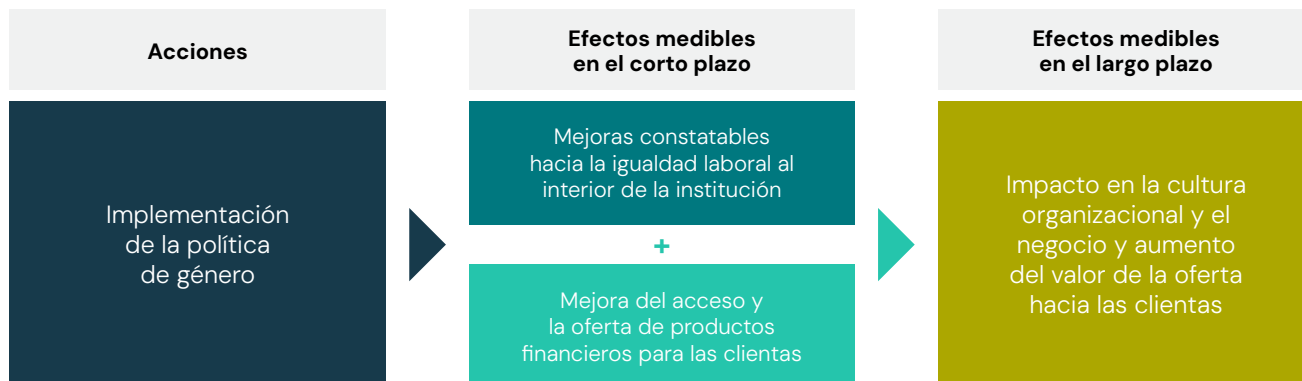 Acciones
Implementación
de la política
de género
Efectos medibles
en el corto plazo
Mejoras constatables
hacia la igualdad laboral al
interior de la institución
+
Mejora del acceso y
la oferta de productos
financieros para las clientas
Efectos medibles
en el largo plazo
Impacto en la cultura
organizacional y el
negocio y aumento
del valor de la oferta
hacia las clientas